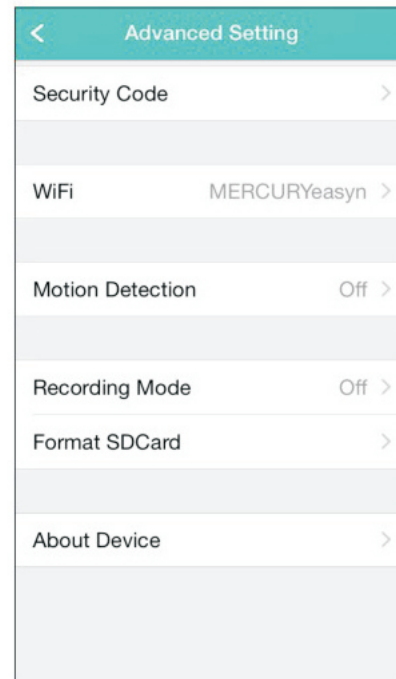 Advanced Setting
Security Code
WiFi MERCURYeasyn
Motion Detection Off
Recording Mode Off
Format SDCard
About Device